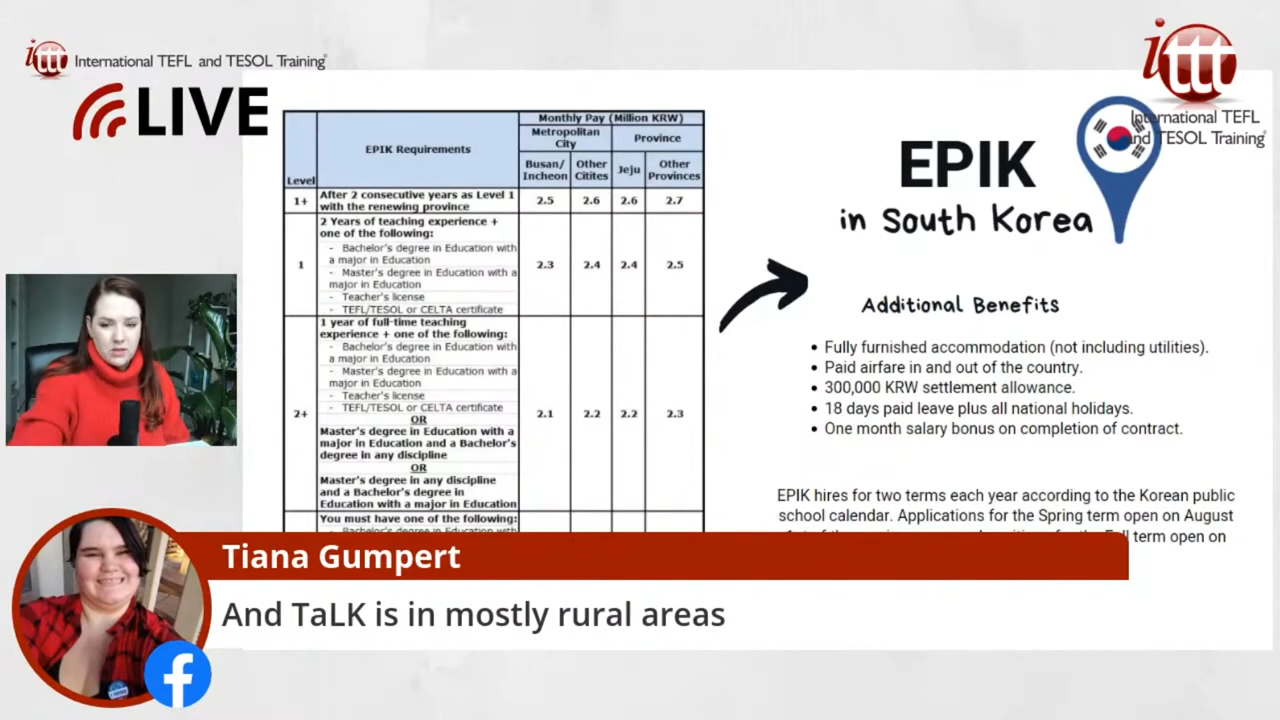 ittt International TEFL and TESOL Training
LIVE
Level
EPIK Requirements
Monthly Pay (Million KRW)
Metropolitan
City
Province
Busan/
Incheon
Other
Citites
Jeju
Other
Provinces
1+
After 2 consecutive years as Level 1
with the renewing province
2.5
2.6
2.6
2.7
1
2 Years of teaching experience +
one of the following:
- Bachelor's degree in Education with
a major in Education
- Master's degree in Education with a
major in Education
- Teacher's license
- TEFL/TESOL or CELTA certificate
2.3
2.4
2.4
2.5
2+
1 year of full-time teaching
experience + one of the following:
- Bachelor's degree in Education with
a major in Education
- Master's degree in Education with a
major in Education
- Teacher's license
- TEFL/TESOL or CELTA certificate
OR
Master's degree in Education with a
major in Education and a Bachelor's
degree in any discipline
OR
Master's degree in any discipline
and a Bachelor's degree in
Education with a major in Education
2.1
2.2
2.2
2.3
You must have one of the following:
ittt
International TEFL
and TESOL Training
EPIK
in South Korea
Additional Benefits
• Fully furnished accommodation (not including utilities).
• Paid airfare in and out of the country.
• 300,000 KRW settlement allowance.
• 18 days paid leave plus all national holidays.
• One month salary bonus on completion of contract.
EPIK hires for two terms each year according to the Korean public
school calendar. Applications for the Spring term open on August
term open on
Tiana Gumpert
And TaLK is in mostly rural areas